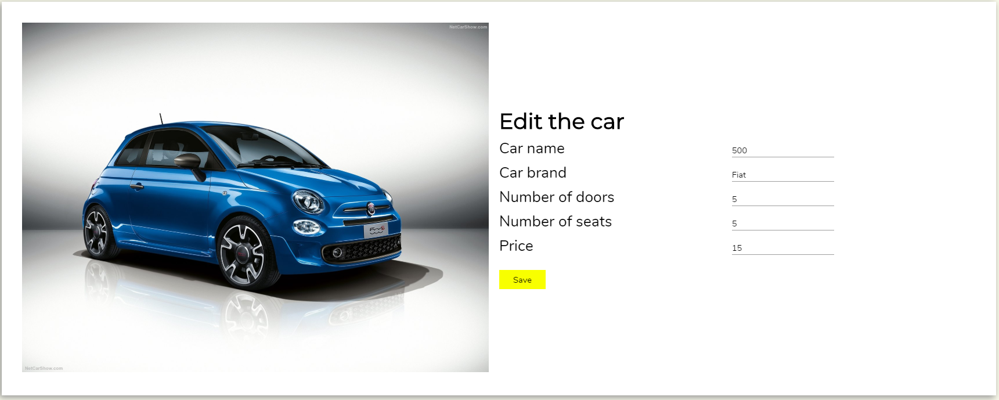 NetCarShow.com
Edit the car
Car name
500
Car brand
Fiat
Number of doors
5
Number of seats
5
Price
15
Save
NetCarShow.com